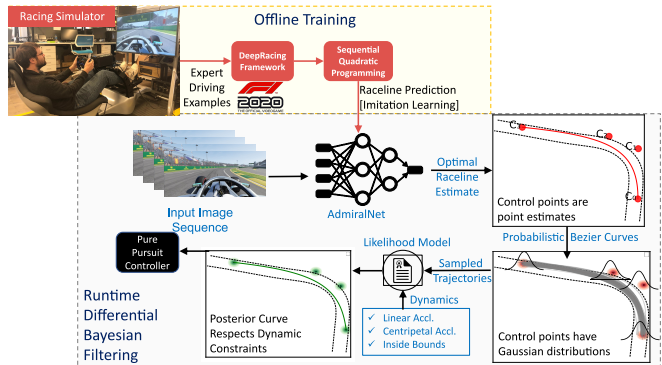 Racing Simulator
Offline Training
Expert
Driving
Examples
DeepRacing
Framework
F1
2020
THE OFFICIAL VIDEOGAME
Sequential
Quadratic
Programming
Raceline Prediction
[Imitation Learning]
Input Image
Sequence
AdmiralNet
Optimal
Raceline
Estimate
Control points are
point estimates
Probabilistic Bezier Curves
Control points have
Gaussian distributions
Sampled
Trajectories
Likelihood Model
Dynamics
✓ Linear Accl.
✓ Centripetal Accl.
✓ Inside Bounds
Posterior Curve
Respects Dynamic
Constraints
Pure
Pursuit
Controller
Runtime
Differential
Bayesian
Filtering